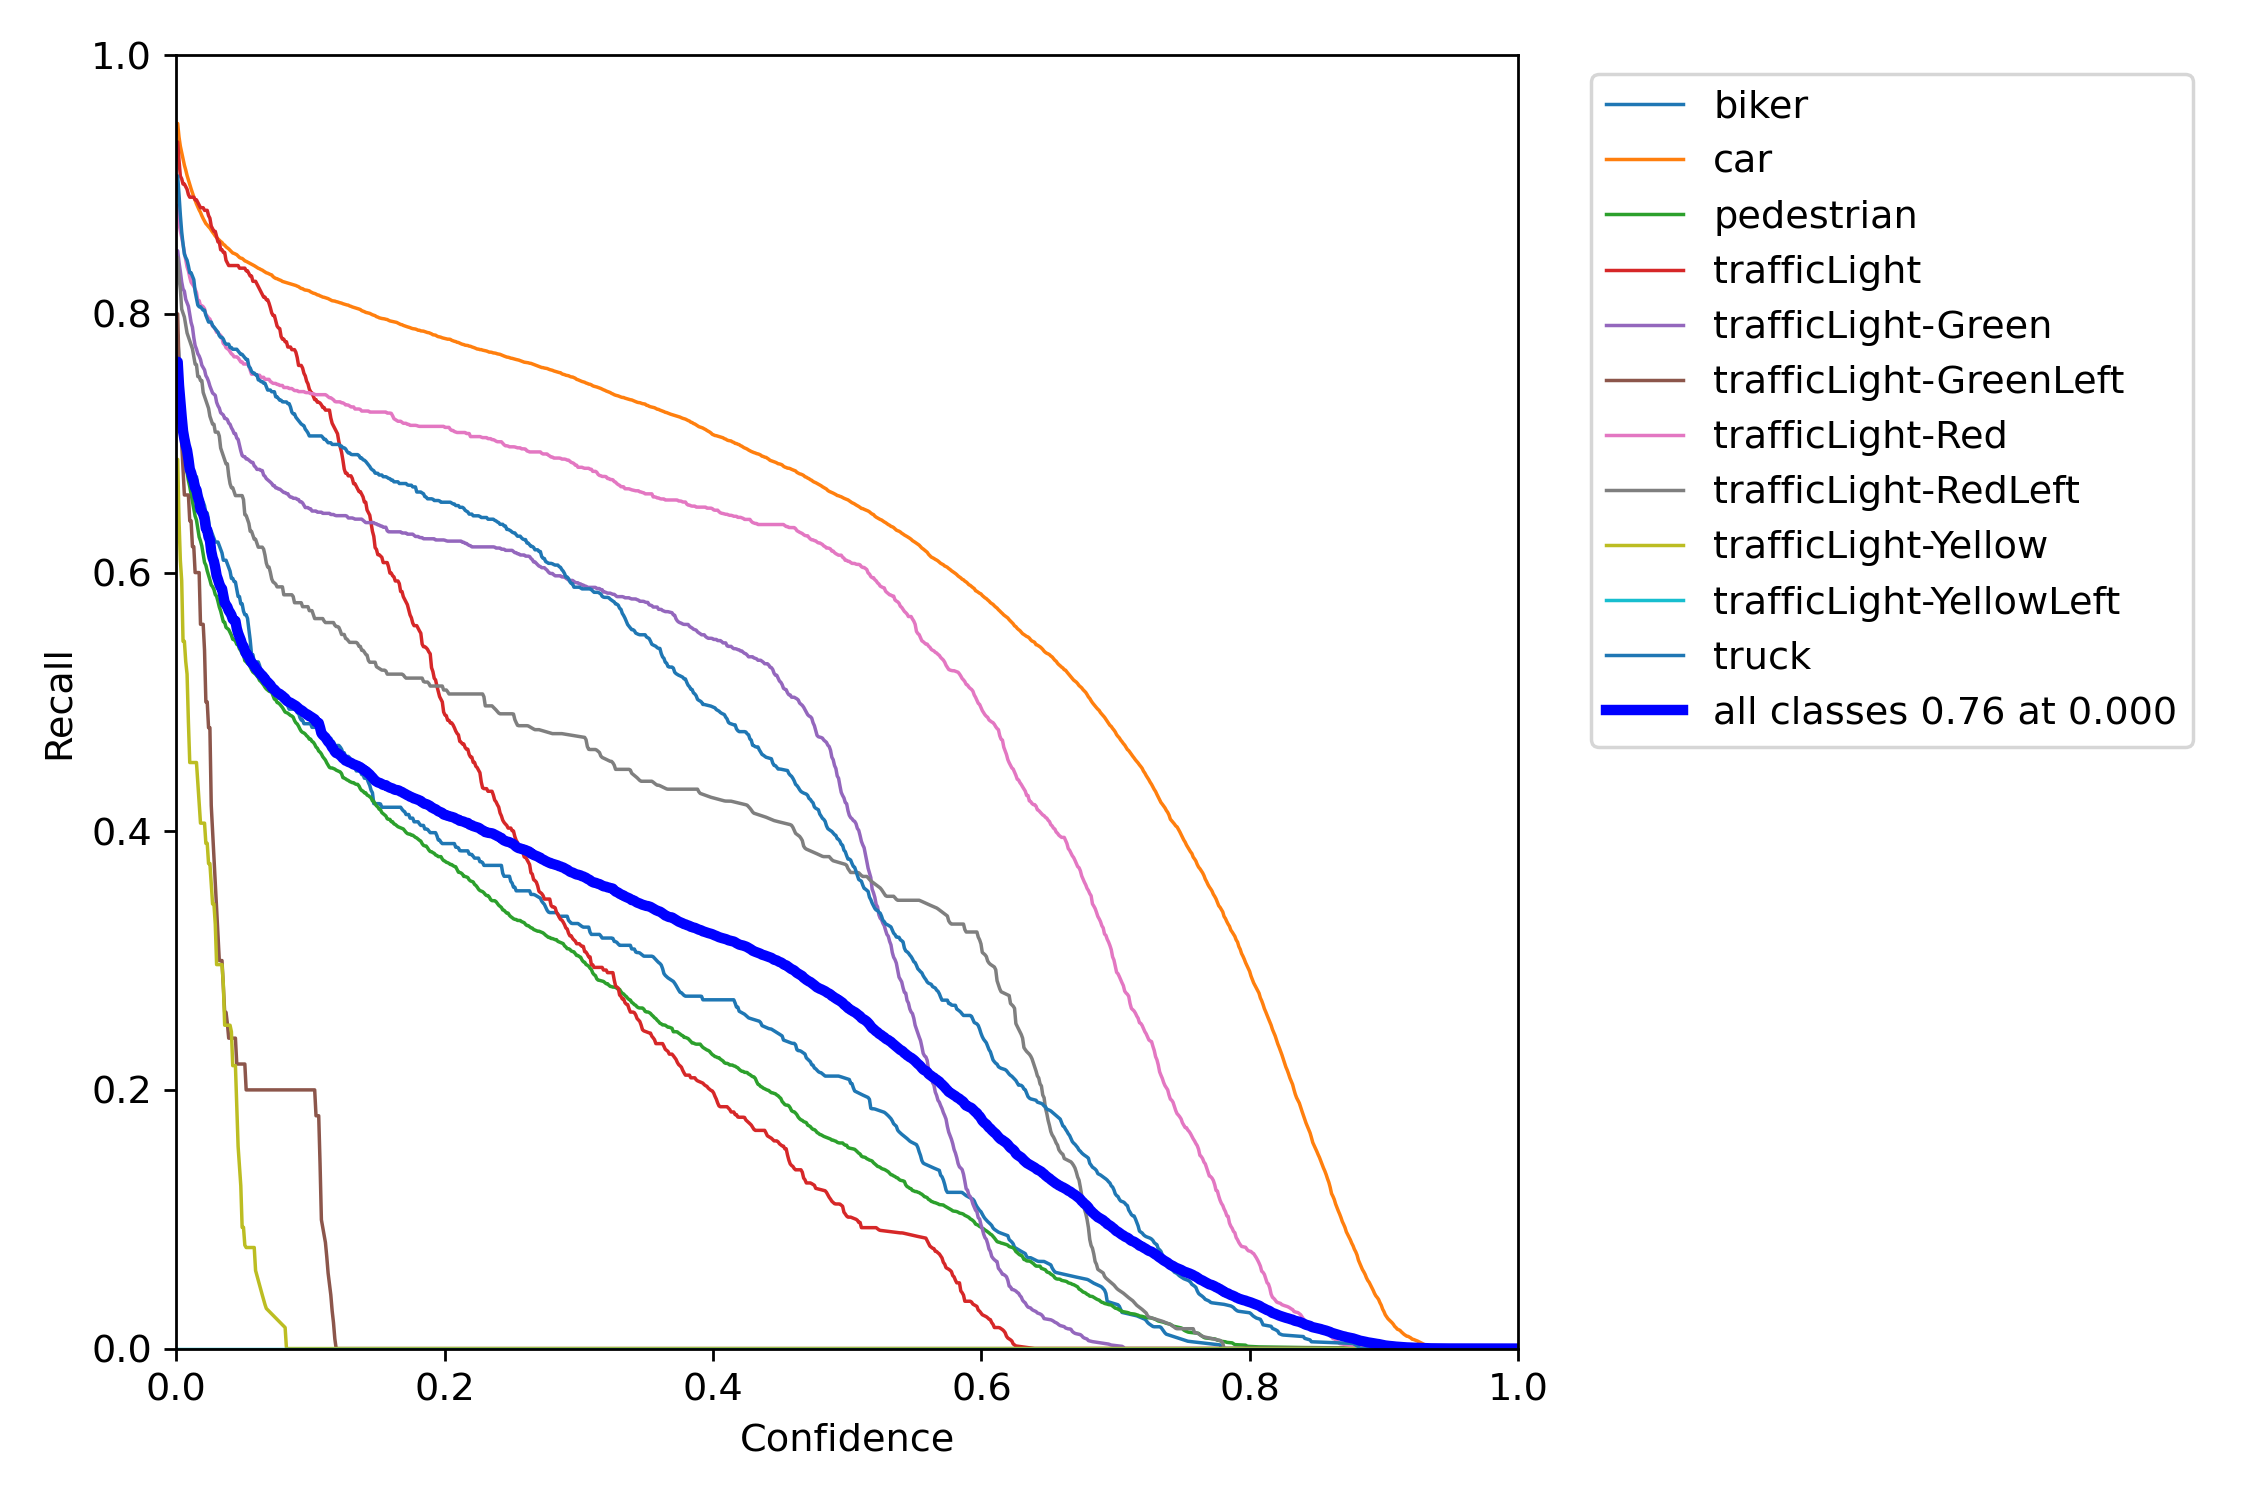 1.0
0.8
0.6
0.4
0.2
0.0
Recall
0.0 0.2 0.4 0.6 0.8 1.0
Confidence
biker
car
pedestrian
trafficLight
trafficLight-Green
trafficLight-GreenLeft
trafficLight-Red
trafficLight-RedLeft
trafficLight-Yellow
trafficLight-YellowLeft
truck
all classes 0.76 at 0.000